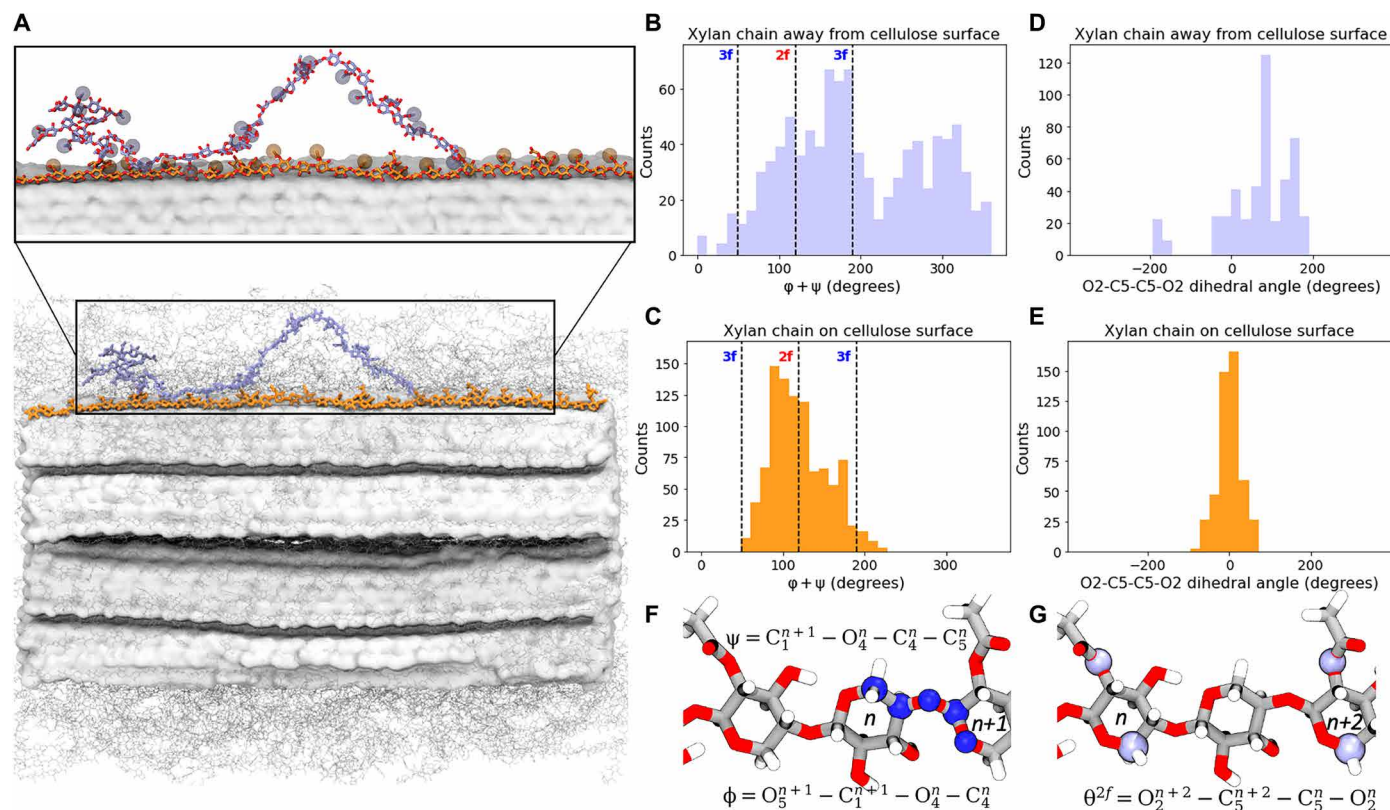 A
B
Xylan chain away from cellulose surface
3f 2f 3f
60
40
20
0
Counts
0 100 200 300
φ + ψ (degrees)
D
Xylan chain away from cellulose surface
120
100
80
60
40
20
0
Counts
−200 0 200
O2-C5-C5-O2 dihedral angle (degrees)
C
Xylan chain on cellulose surface
3f 2f 3f
150
125
100
75
50
25
0
Counts
0 100 200 300
φ + ψ (degrees)
E
Xylan chain on cellulose surface
150
125
100
75
50
25
0
Counts
−200 0 200
O2-C5-C5-O2 dihedral angle (degrees)
F
ψ = C₁ⁿ⁺¹ − O₄ⁿ − C₄ⁿ − C₅ⁿ
n n+1
ϕ = O₅ⁿ⁺¹ − C₁ⁿ⁺¹ − O₄ⁿ − C₄ⁿ
G
n n+2
θ²ᶠ = O₂ⁿ⁺² − C₅ⁿ⁺² − C₅ⁿ − O₂ⁿ